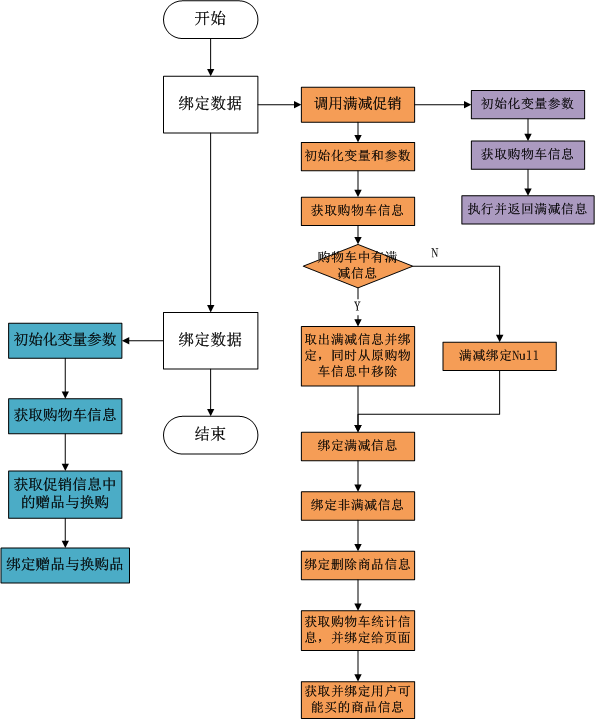 开始
绑定数据
调用满减促销
初始化变量参数
初始化变量和参数
获取购物车信息
获取购物车信息
执行并返回满减信息
购物车中有满
减信息
N
Y
取出满减信息并绑
定，同时从原购物
车信息中移除
满减绑定Null
绑定数据
初始化变量参数
获取购物车信息
结束
绑定满减信息
获取促销信息中
的赠品与换购
绑定非满减信息
绑定赠品与换购品
绑定删除商品信息
获取购物车统计信
息，并绑定给页面
获取并绑定用户可
能买的商品信息